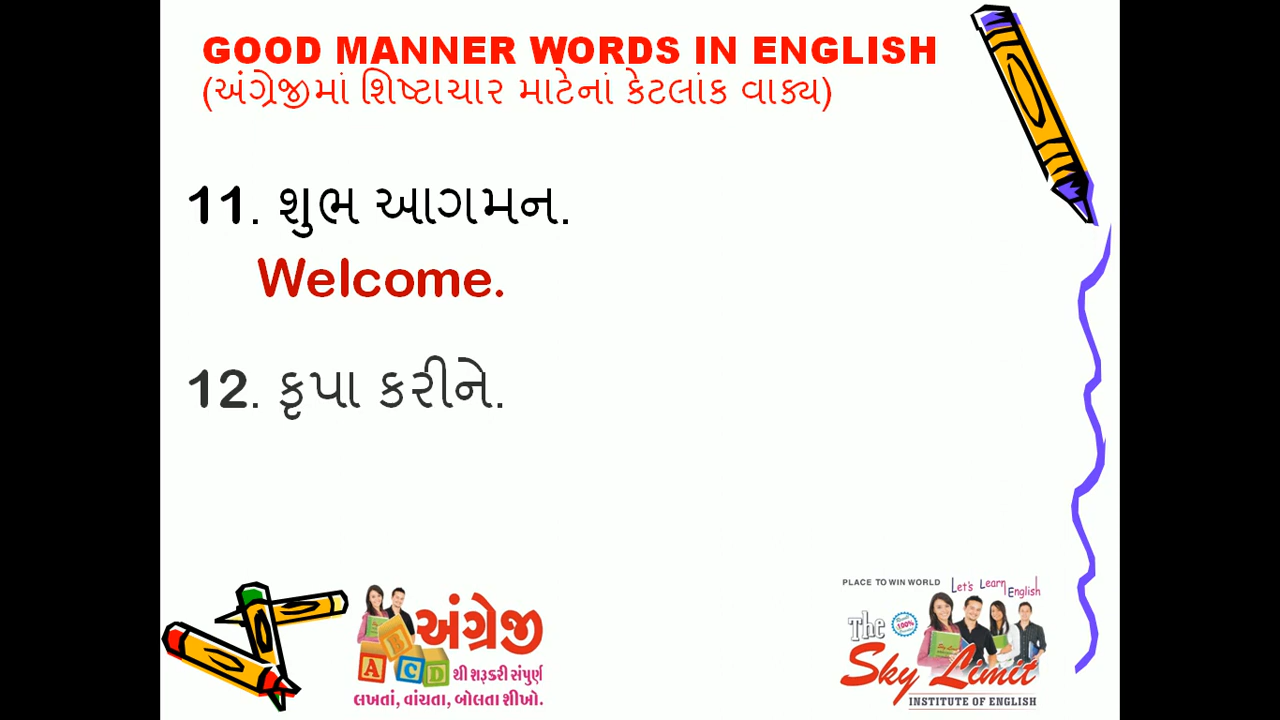 GOOD MANNER WORDS IN ENGLISH
(અંગ્રેજીમાં શિષ્ટાચાર માટેનાં કેટલાંક વાક્ય)
11. શુભ આગમન.
Welcome.
12. કૃપા કરીને.
અંગ્રેજી
B
A C D થી શરૂકરી સંપુર્ણ
લખતાં, વાંચતા, બોલતા શીખો.
PLACE TO WIN WORLD Let's Learn English
The
100%
Sky Limit
INSTITUTE OF ENGLISH